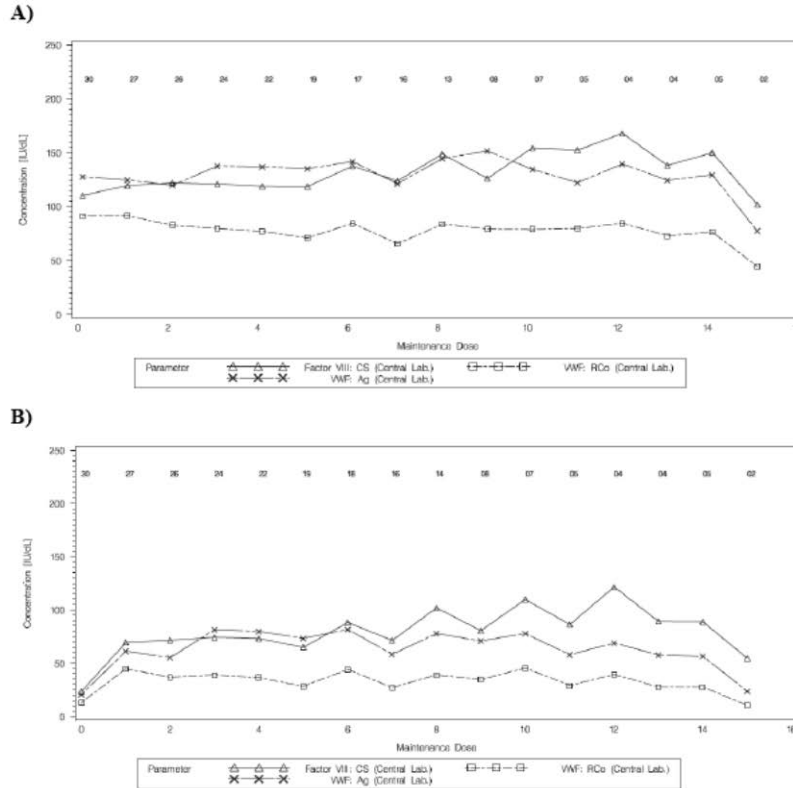 A)
250
30 27 26 24 22 19 17 16 13 08 07 05 04 04 05 02
200
150
100
50
0
Concentration [IU/dL]
0 2 4 6 8 10 12 14
Maintenence Dose
Parameter Factor VIII: CS (Central Lab.) VWF: RCo (Central Lab.)
VWF: Ag (Central Lab.)
B)
250
30 27 26 24 22 19 18 16 14 08 07 05 04 04 05 02
200
150
100
50
0
Concentration [IU/dL]
0 2 4 6 8 10 12 14 16
Maintenence Dose
Parameter Factor VIII: CS (Central Lab.) VWF: RCo (Central Lab.)
VWF: Ag (Central Lab.)